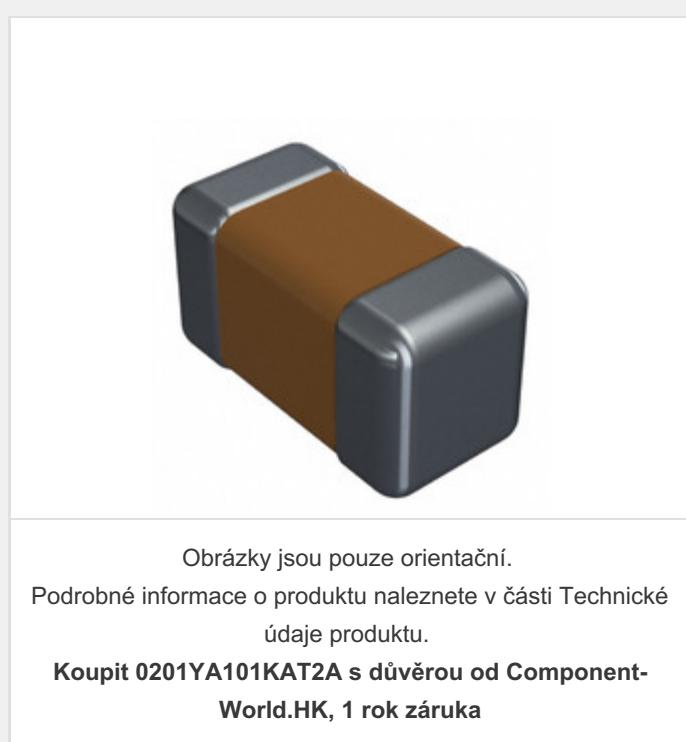 Obrázky jsou pouze orientační.
Podrobné informace o produktu naleznete v části Technické
údaje produktu.
Koupit 0201YA101KAT2A s důvěrou od Component-
World.HK, 1 rok záruka